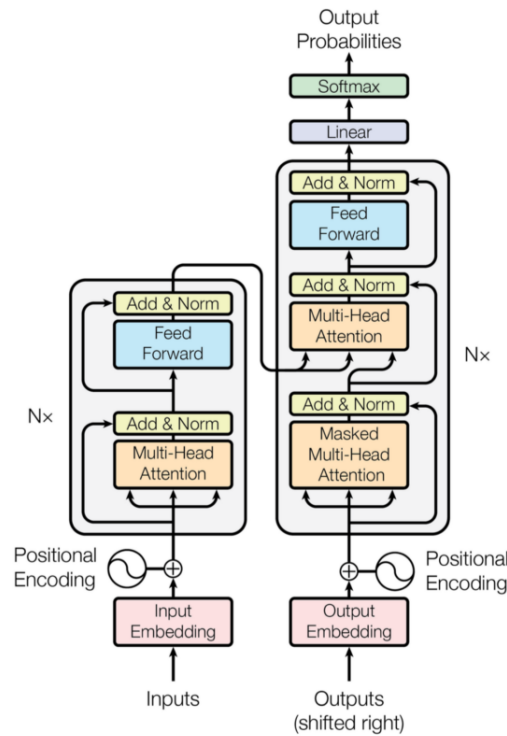 Output
Probabilities
Softmax
Linear
Add & Norm
Feed
Forward
Add & Norm
Multi-Head
Attention
Add & Norm
Masked
Multi-Head
Attention
N×
Add & Norm
Feed
Forward
Add & Norm
Multi-Head
Attention
N×
Positional
Encoding
Positional
Encoding
Input
Embedding
Output
Embedding
Inputs
Outputs
(shifted right)